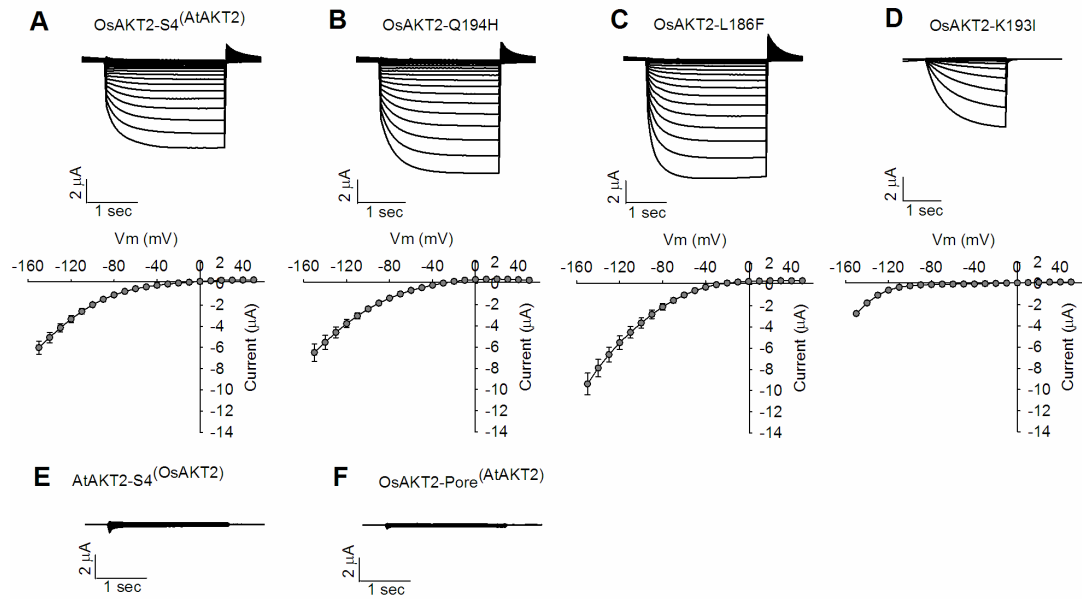 A OsAKT2-S4(AtAKT2)
B OsAKT2-Q194H
C OsAKT2-L186F
D OsAKT2-K193I
2 µA 1 sec
2 µA 1 sec
2 µA 1 sec
2 µA 1 sec
Vm (mV)
-160 -120 -80 -40 0 40
2 0 -2 -4 -6 -8 -10 -12 -14
Current (µA)
Vm (mV)
-160 -120 -80 -40 0 40
2 0 -2 -4 -6 -8 -10 -12 -14
Current (µA)
Vm (mV)
-160 -120 -80 -40 0 40
2 0 -2 -4 -6 -8 -10 -12 -14
Current (µA)
Vm (mV)
-160 -120 -80 -40 0 40
2 0 -2 -4 -6 -8 -10 -12 -14
Current (µA)
E AtAKT2-S4(OsAKT2)
F OsAKT2-Pore(AtAKT2)
2 µA 1 sec
2 µA 1 sec